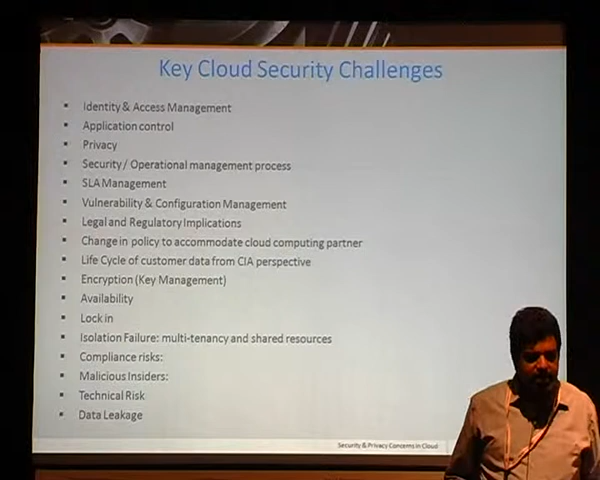 Key Cloud Security Challenges
Identity & Access Management
Application control
Privacy
Security / Operational management process
SLA Management
Vulnerability & Configuration Management
Legal and Regulatory Implications
Change in policy to accommodate cloud computing partner
Life Cycle of customer data from CIA perspective
Encryption (Key Management)
Availability
Lock in
Isolation Failure: multi-tenancy and shared resources
Compliance risks:
Malicious Insiders:
Technical Risk
Data Leakage
Security & Privacy Concerns in Cloud